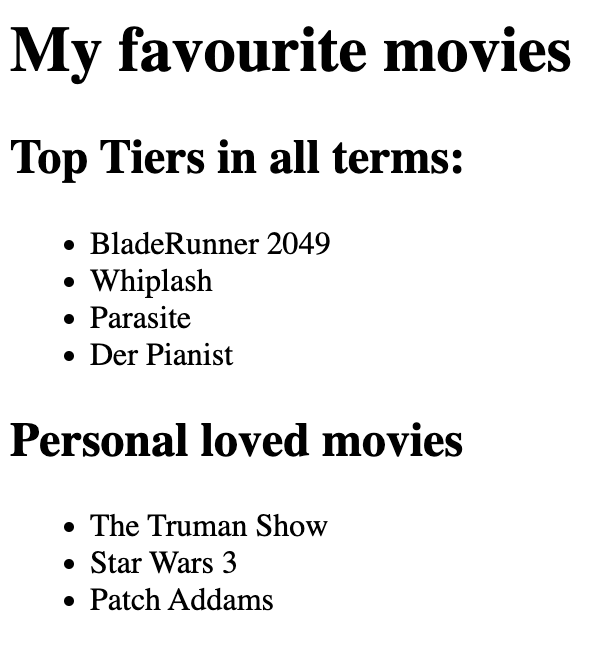 My favourite movies
Top Tiers in all terms:
BladeRunner 2049
Whiplash
Parasite
Der Pianist
Personal loved movies
The Truman Show
Star Wars 3
Patch Addams